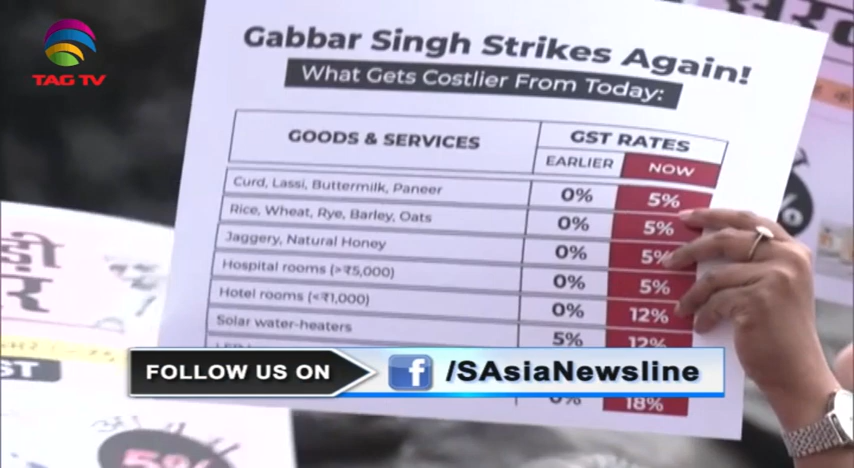 TAG TV
Gabbar Singh Strikes Again!
What Gets Costlier From Today:
GOODS & SERVICES GST RATES
EARLIER NOW
Curd, Lassi, Buttermilk, Paneer 0% 5%
Rice, Wheat, Rye, Barley, Oats 0% 5%
Jaggery, Natural Honey 0% 5%
Hospital rooms (>₹5,000) 0% 5%
Hotel rooms (<₹1,000) 0% 12%
Solar water-heaters 5% 12%
18%
FOLLOW US ON f /SAsiaNewsline
ST
5%
%